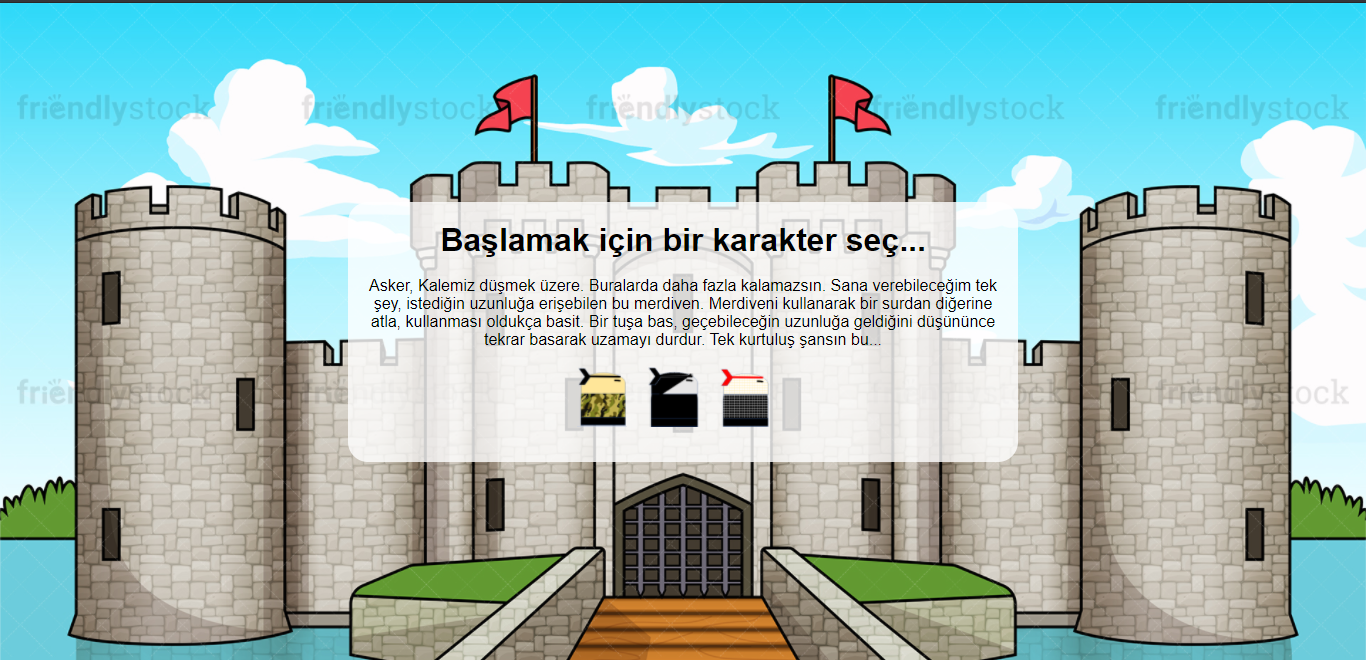 friendlystock friendlystock friendlystock friendlystock friendlystock
Başlamak için bir karakter seç...
Asker, Kalemiz düşmek üzere. Buralarda daha fazla kalamazsın. Sana verebileceğim tek
şey, istediğin uzunluğa erişebilen bu merdiven. Merdiveni kullanarak bir surdan diğerine
atla, kullanması oldukça basit. Bir tuşa bas, geçebileceğin uzunluğa geldiğini düşününce
tekrar basarak uzamayı durdur. Tek kurtuluş şansın bu...
friendlystock friendlystock friendlystock